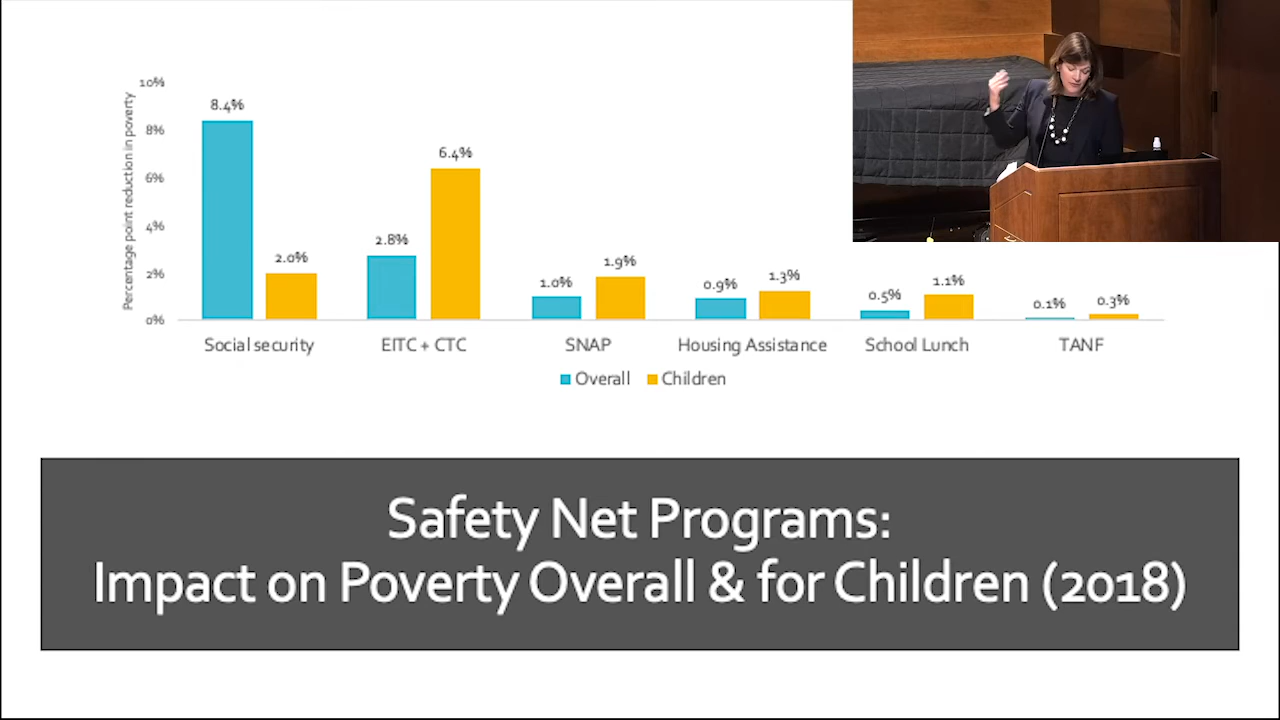 Percentage point reduction in poverty
10%
8%
6%
4%
2%
0%
8.4%
2.0%
2.8%
6.4%
1.0%
1.9%
0.9%
1.3%
0.5%
1.1%
0.1%
0.3%
Social security
EITC + CTC
SNAP
Housing Assistance
School Lunch
TANF
Overall
Children
Safety Net Programs:
Impact on Poverty Overall & for Children (2018)